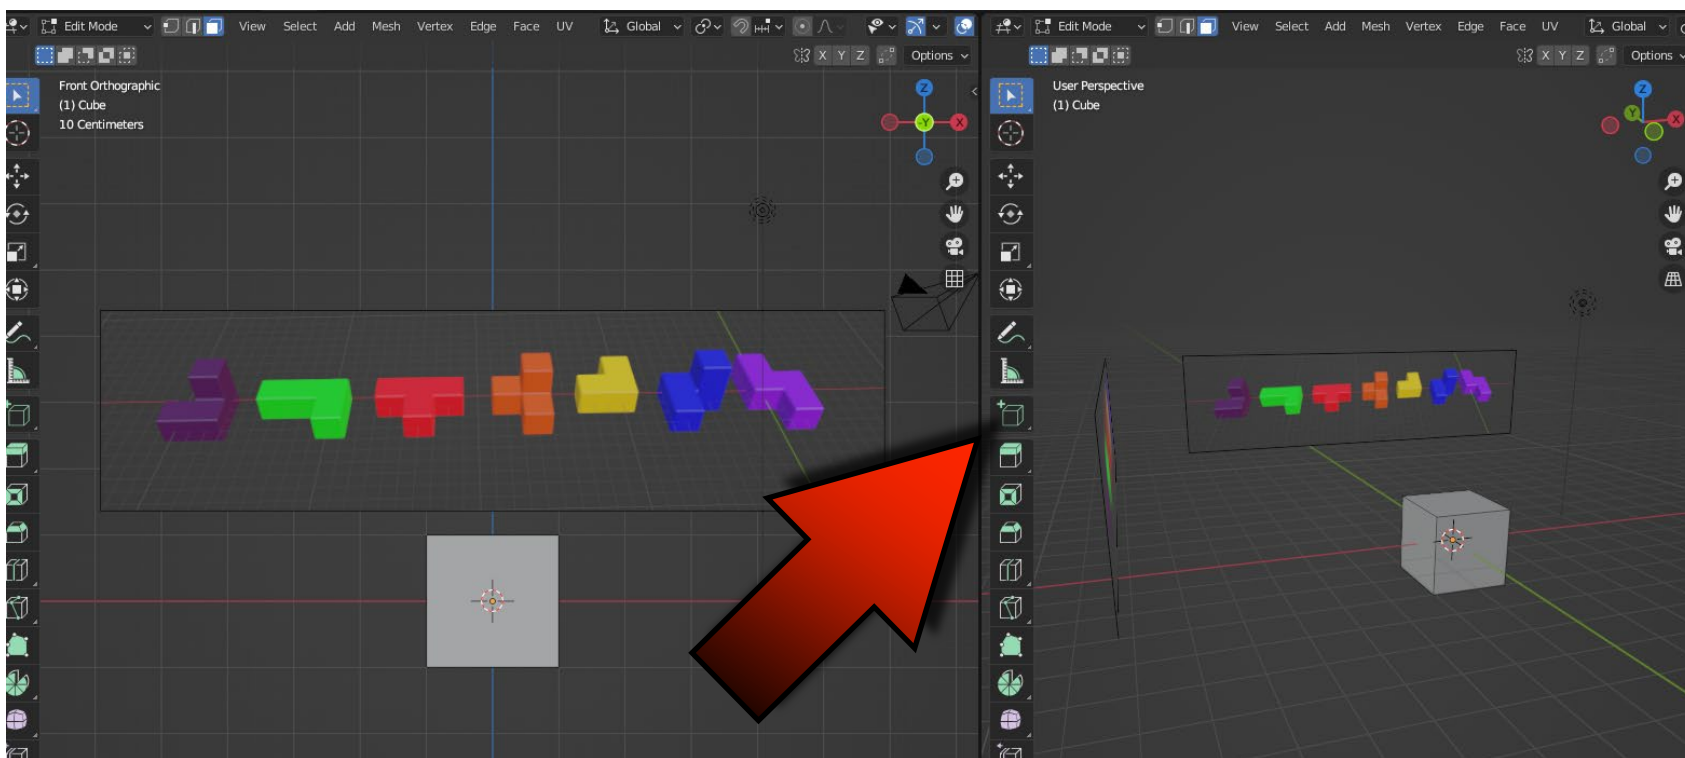 Edit Mode View Select Add Mesh Vertex Edge Face UV Global
X Y Z Options
Front Orthographic
(1) Cube
10 Centimeters
Z
-Y X
Edit Mode View Select Add Mesh Vertex Edge Face UV Global
X Y Z Options
User Perspective
(1) Cube
Z
Y X